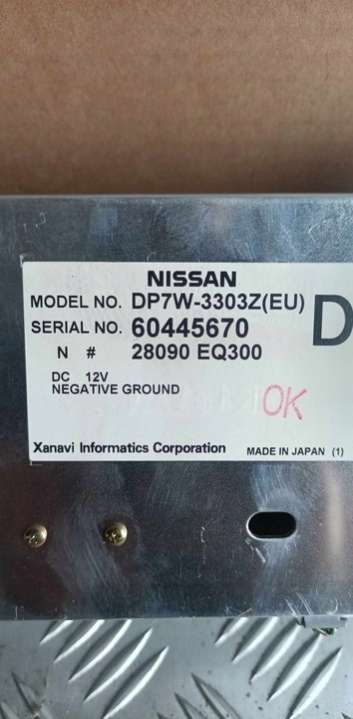 NISSAN
MODEL NO. DP7W-3303Z(EU)
D
SERIAL NO. 60445670
N # 28090 EQ300
DC 12V
NEGATIVE GROUND
OK
Xanavi Informatics Corporation MADE IN JAPAN (1)